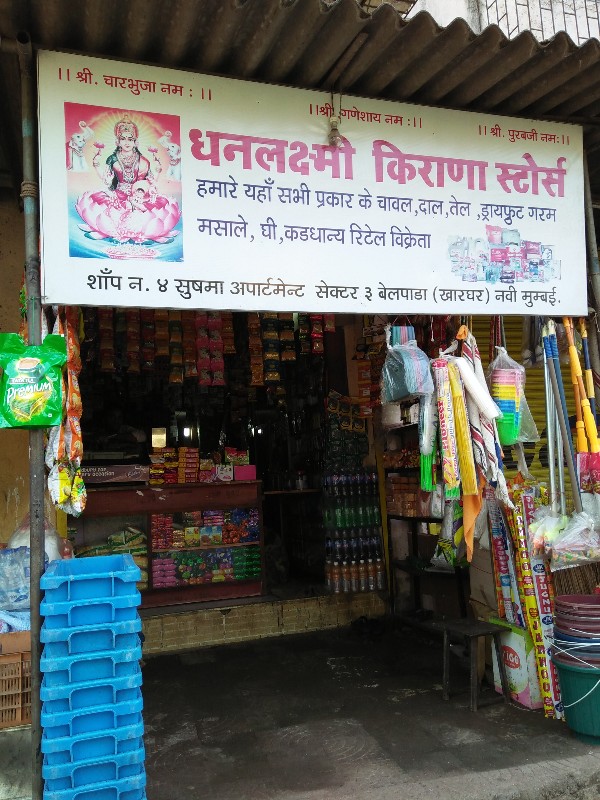 ।। श्री. चारभुजा नम : ।।
।। श्री गणेशाय नम : ।।
।। श्री. पुरबजी नम: ।।
धनलक्ष्मी किराणा स्टोर्स
हमारे यहाँ सभी प्रकार के चावल,दाल,तेल ,ड्रायफ्रुट गरम
मसाले, घी,कडधान्य रिटेल विक्रेता
शॉप न. ४ सुषमा अपार्टमेन्ट सेक्टर ३ बेलपाडा (खारघर) नवी मुम्बई.
Premium